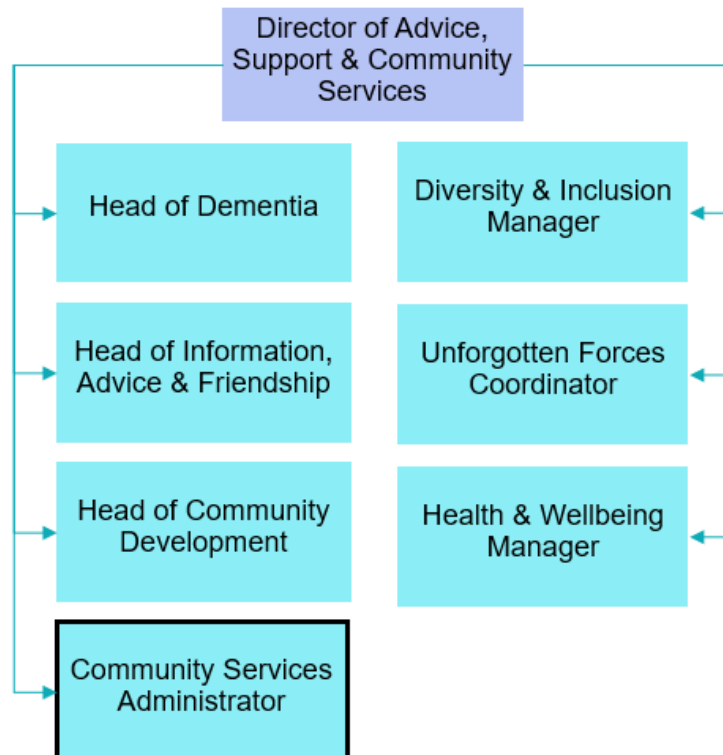 Director of Advice,
Support & Community
Services
Head of Dementia
Diversity & Inclusion
Manager
Head of Information,
Advice & Friendship
Unforgotten Forces
Coordinator
Head of Community
Development
Health & Wellbeing
Manager
Community Services
Administrator